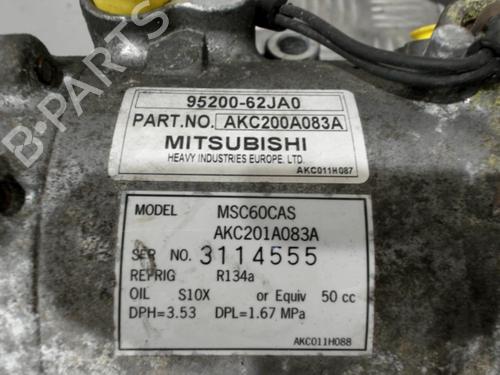 95200-62JA0
PART.NO. AKC200A083A
MITSUBISHI
HEAVY INDUSTRIES EUROPE. LTD.
AKC011H087
MODEL MSC60CAS
AKC201A083A
SER NO. 3114555
REFRIG R134a
OIL S10X or Equiv 50 cc
DPH=3.53 DPL=1.67 MPa
AKC011H088
B-PARTS